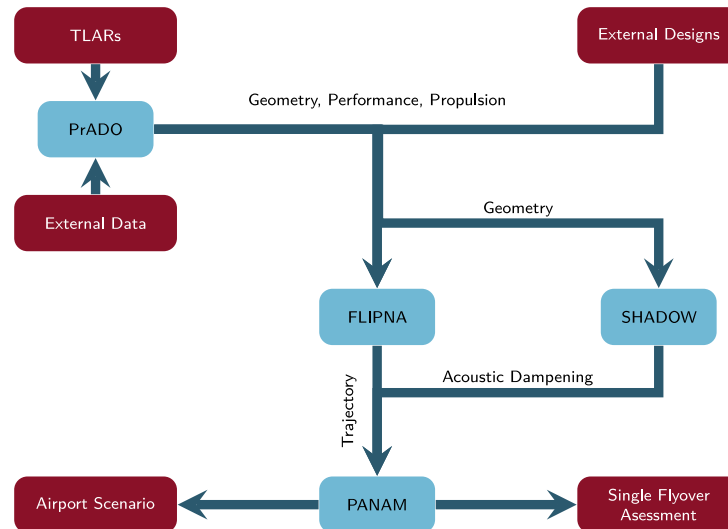 TLARs
External Designs
Geometry, Performance, Propulsion
PrADO
External Data
Geometry
FLIPNA
SHADOW
Acoustic Dampening
Trajectory
Airport Scenario
PANAM
Single Flyover
Asessment